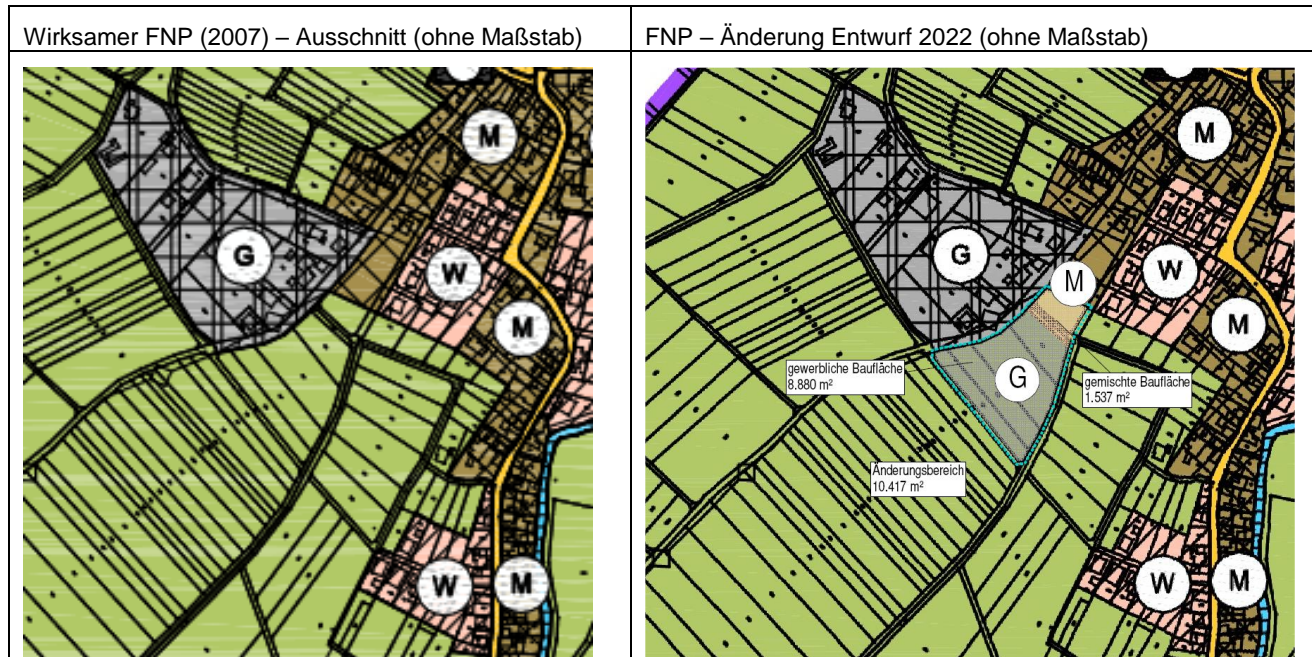 Wirksamer FNP (2007) – Ausschnitt (ohne Maßstab)
M
G
W
M
W
M
FNP – Änderung Entwurf 2022 (ohne Maßstab)
M
G
W
M
M
gewerbliche Baufläche
8.880 m²
G
gemischte Baufläche
1.537 m²
Änderungsbereich
10.417 m²
W
M